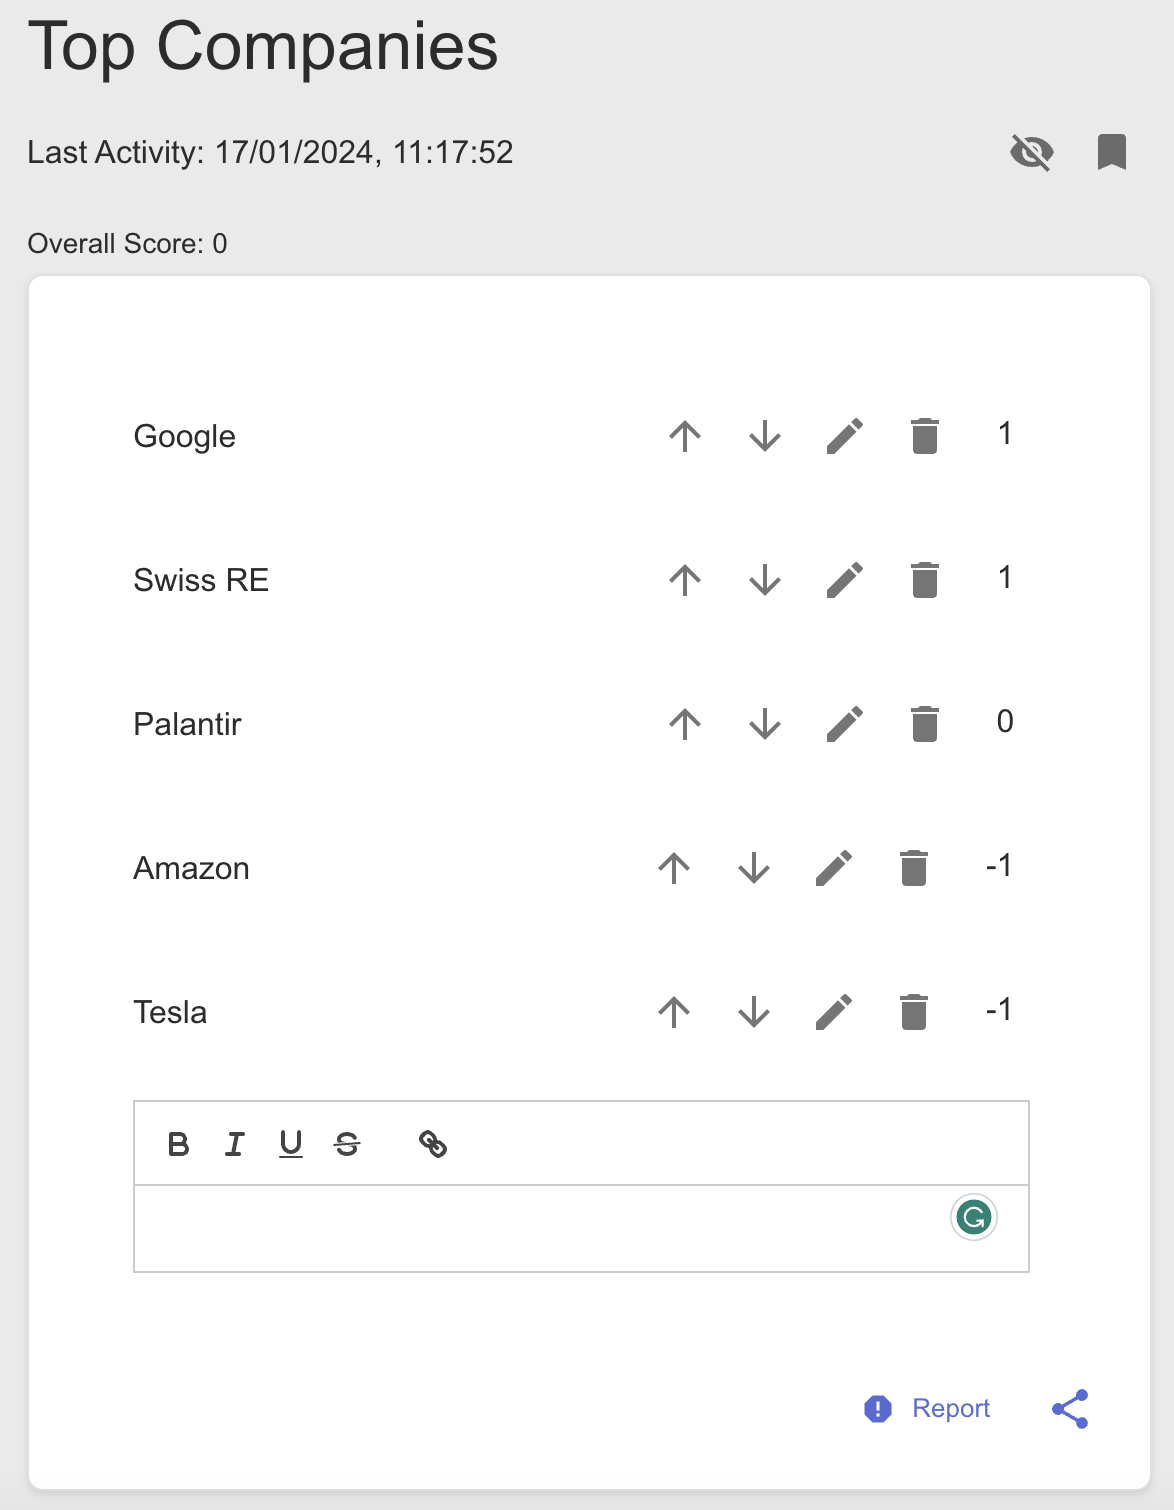 Top Companies
Last Activity: 17/01/2024, 11:17:52
Overall Score: 0
Google 1
Swiss RE 1
Palantir 0
Amazon -1
Tesla -1
B I U S
G
Report